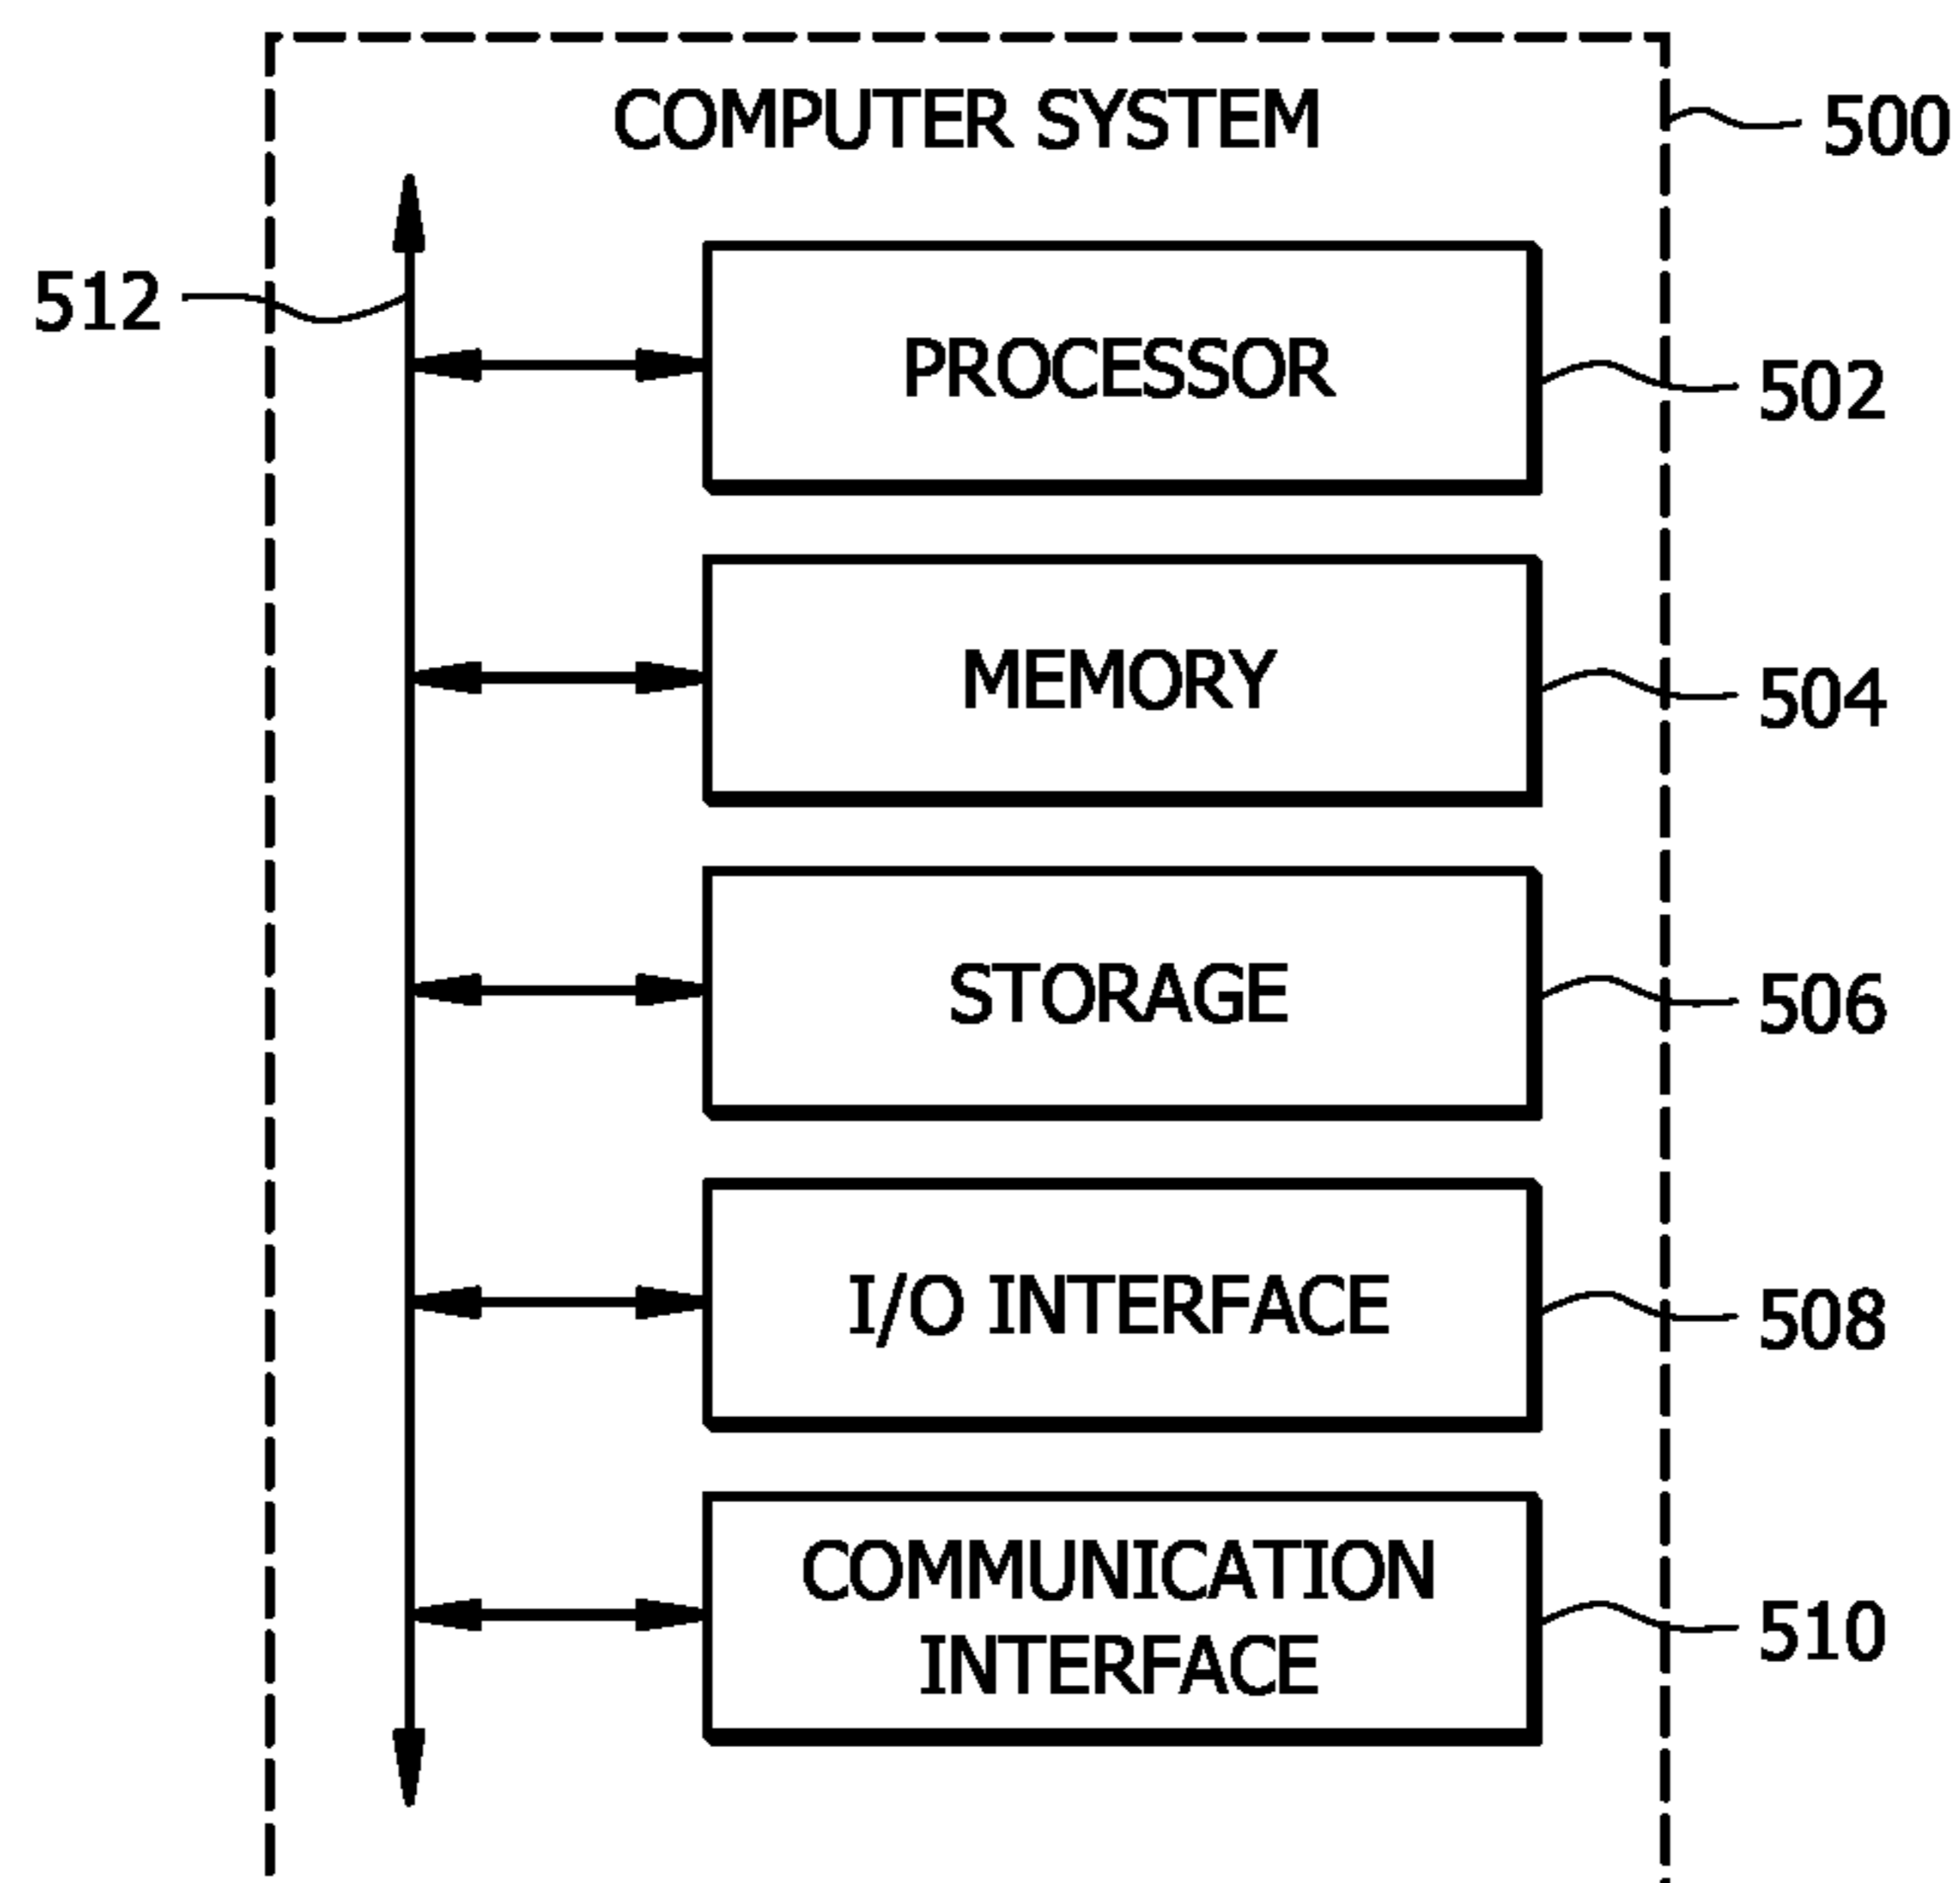 COMPUTER SYSTEM
500
512
PROCESSOR
502
MEMORY
504
STORAGE
506
I/O INTERFACE
508
COMMUNICATION
INTERFACE
510